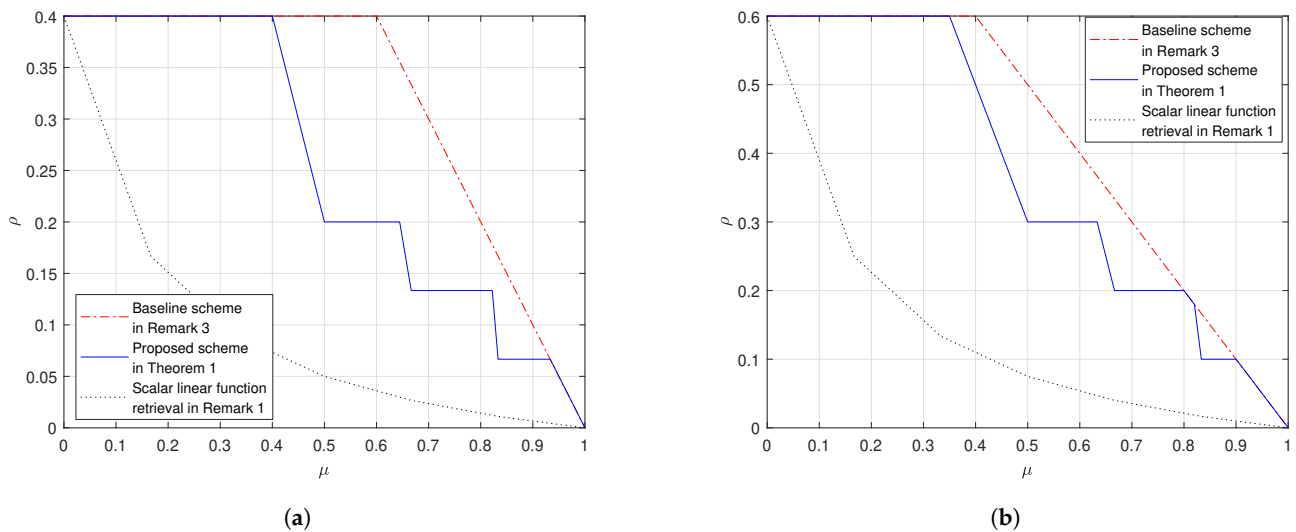 0.4
0.35
0.3
0.25
0.2
0.15
0.1
0.05
0
ρ
Baseline scheme
in Remark 3
Proposed scheme
in Theorem 1
Scalar linear function
retrieval in Remark 1
0 0.1 0.2 0.3 0.4 0.5 0.6 0.7 0.8 0.9 1
μ
(a)
0.6
0.5
0.4
0.3
0.2
0.1
0
ρ
Baseline scheme
in Remark 3
Proposed scheme
in Theorem 1
Scalar linear function
retrieval in Remark 1
0 0.1 0.2 0.3 0.4 0.5 0.6 0.7 0.8 0.9 1
μ
(b)